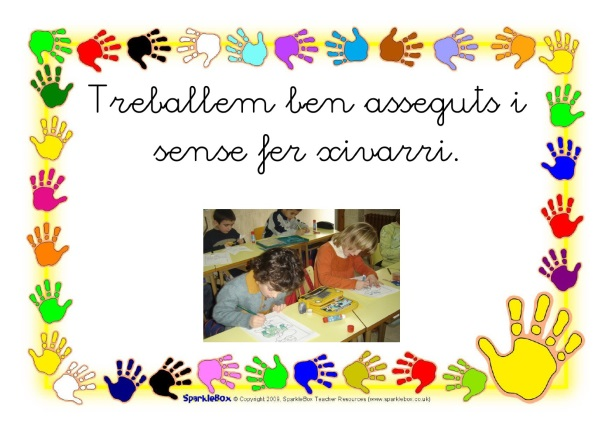 Treballem ben asseguts i
sense fer xivarri.
SparkleBox © Copyright 2009, SparkleBox Teacher Resources (www.sparklebox.co.uk)